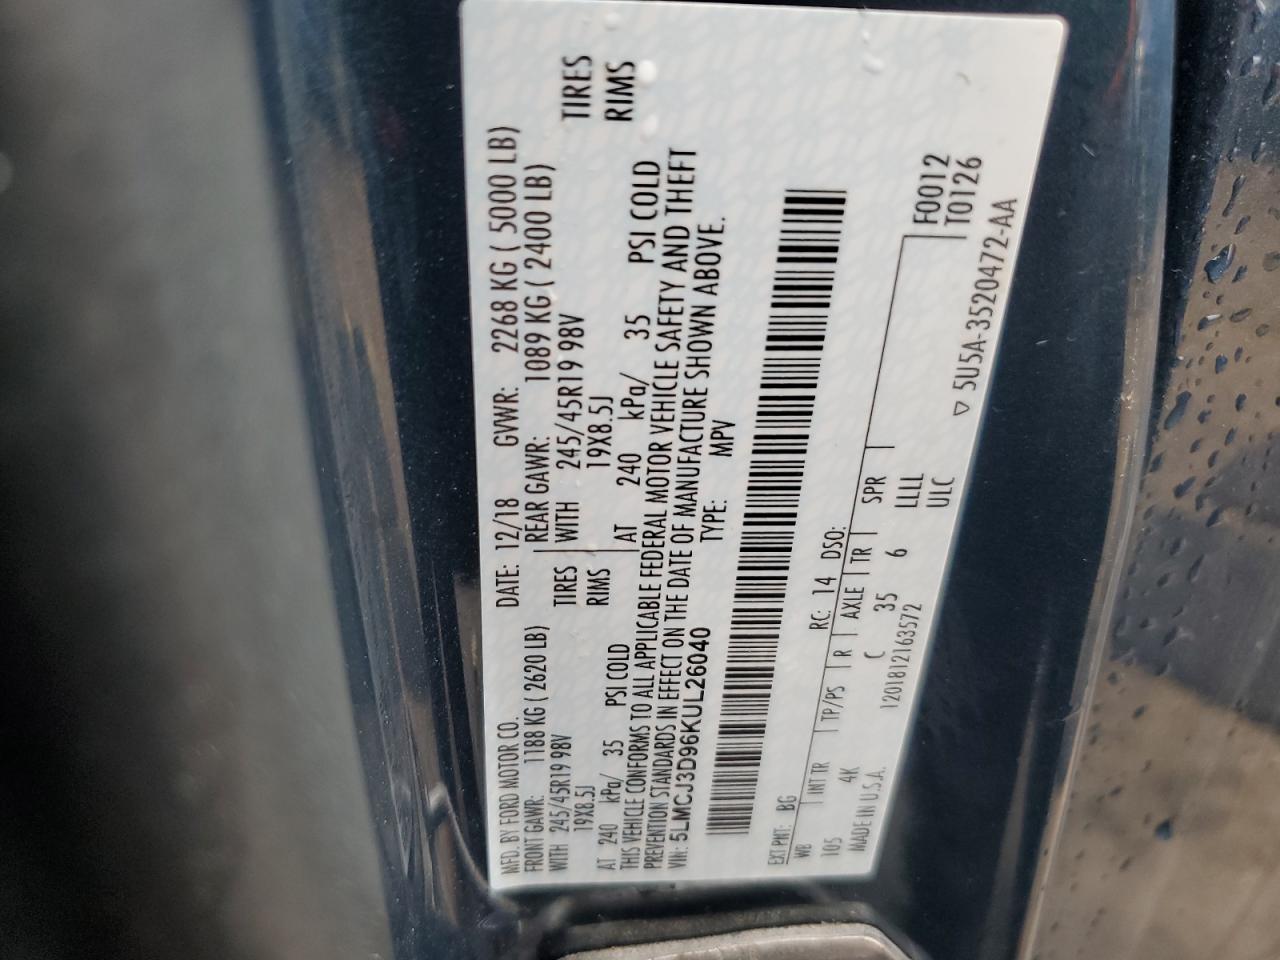 MFD. BY FORD MOTOR CO.
DATE: 12/18 GVWR: 2268 KG ( 5000 LB)
FRONT GAWR: 1188 KG ( 2620 LB) REAR GAWR: 1089 KG ( 2400 LB)
WITH 245/45R19 98V TIRES WITH 245/45R19 98V TIRES
19X8.5J RIMS 19X8.5J RIMS
AT 240 kPa/ 35 PSI COLD AT 240 kPa/ 35 PSI COLD
THIS VEHICLE CONFORMS TO ALL APPLICABLE FEDERAL MOTOR VEHICLE SAFETY AND THEFT
PREVENTION STANDARDS IN EFFECT ON THE DATE OF MANUFACTURE SHOWN ABOVE.
VIN: 5LMCJ3D96KUL26040 TYPE: MPV
EXT PNT: BG RC: 14 DSO:
WB INT TR TP/PS R AXLE TR SPR
105 4K C 35 6 LLLL
ULC
F0012
T0126
MADE IN U.S.A. 1201812163572
▽ 5U5A-3520472-AA